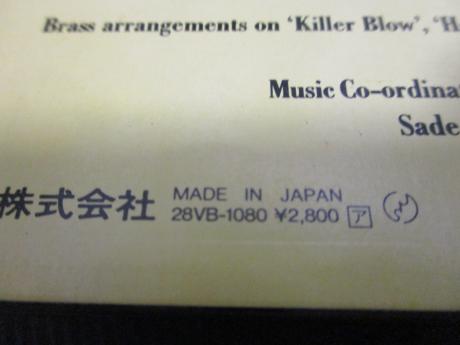 Brass arrangements on ‘Killer Blow’, ‘H
Music Co-ordina
Sade
株式会社 MADE IN JAPAN
28VB-1080 ¥2,800 ア